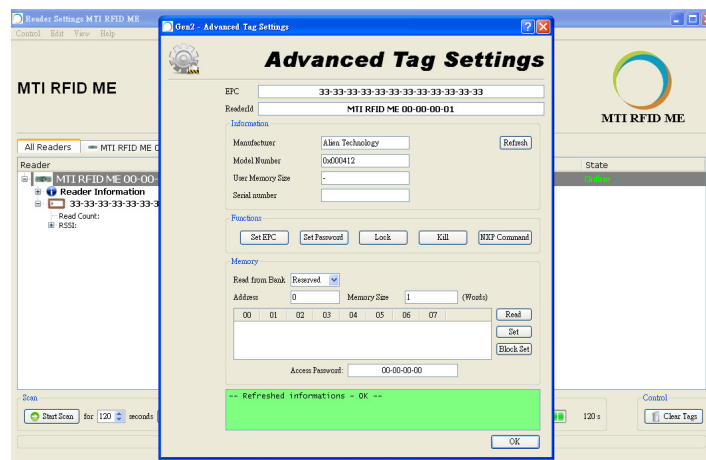 Reader Settings MTI RFID ME
Control Edit View Help
MTI RFID ME
MTI RFID ME
All Readers
MTI RFID ME
Reader
State
MTI RFID ME 00-00-
Online
Reader Information
33-33-33-33-33-3
Read Count:
RSSI:
Scan
Start Scan for 120 seconds
120 s
Control
Clear Tags
Gen2 - Advanced Tag Settings
Advanced Tag Settings
EPC 33-33-33-33-33-33-33-33-33-33-33-33
ReaderId MTI RFID ME 00-00-00-01
Information
Manufacturer Alien Technology Refresh
Model Number 0x000412
User Memory Size -
Serial number
Functions
Set EPC Set Password Lock Kill NXP Command
Memory
Read from Bank Reserved
Address 0 Memory Size 1 (Words)
00 01 02 03 04 05 06 07 Read
Set
Block Set
Access Password: 00-00-00-00
-- Refreshed informations - OK --
OK